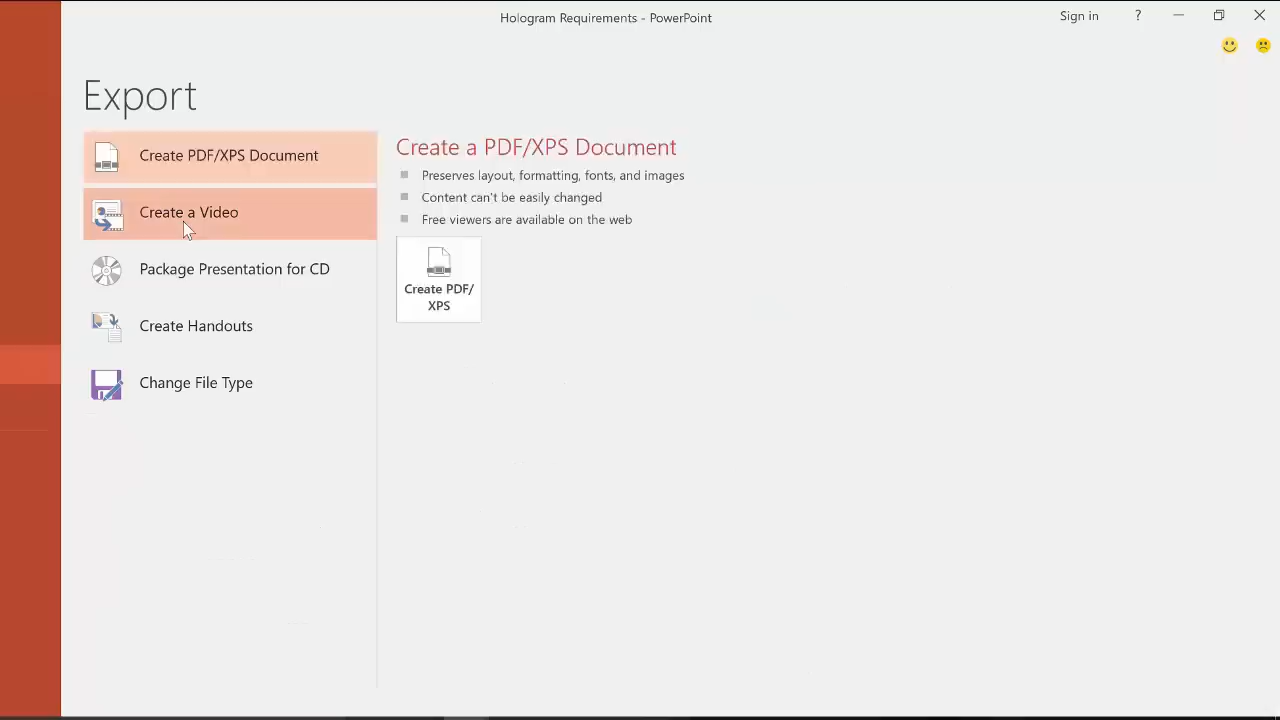 Hologram Requirements - PowerPoint
Sign in
?
Export
Create PDF/XPS Document
Create a Video
Package Presentation for CD
Create Handouts
Change File Type
Create a PDF/XPS Document
Preserves layout, formatting, fonts, and images
Content can't be easily changed
Free viewers are available on the web
Create PDF/
XPS